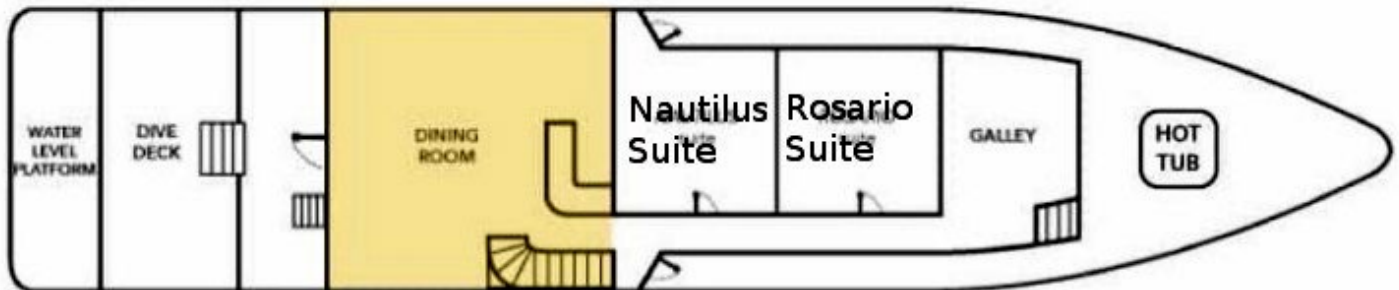 WATER
LEVEL
PLATFORM
DIVE
DECK
DINING
ROOM
Nautilus
Suite
Rosario
Suite
GALLEY
HOT
TUB